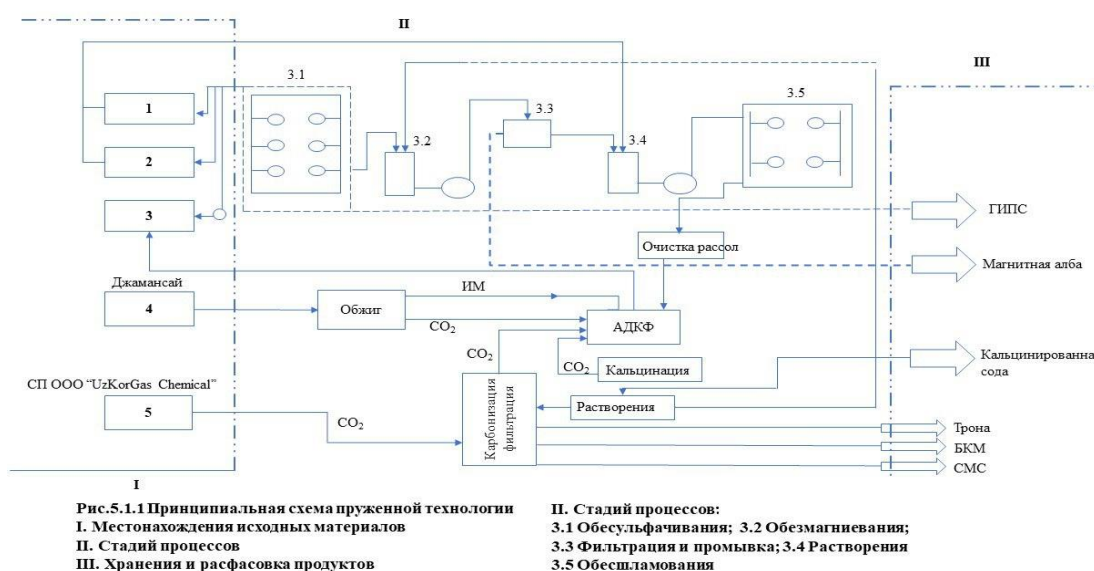 II
III
3.1
3.5
1
3.3
3.2
3.4
2
3
ГИПС
Очистка рассол
Магнитная алба
Джамансай
ИМ
4
Обжиг
АДКФ
CO2
CO2
CO2
Кальцинация
Кальцинированна
сода
СП ООО “UzKorGas Chemical”
5
CO2
Карбонизация
фильтрация
Растворения
Трона
БКМ
СМС
I
Рис.5.1.1 Принципиальная схема пруженной технологии
I. Местонахождения исходных материалов
II. Стадий процессов
III. Хранения и расфасовка продуктов
II. Стадий процессов:
3.1 Обесульфачивания; 3.2 Обезмагниевания;
3.3 Фильтрация и промывка; 3.4 Растворения
3.5 Обесшламования